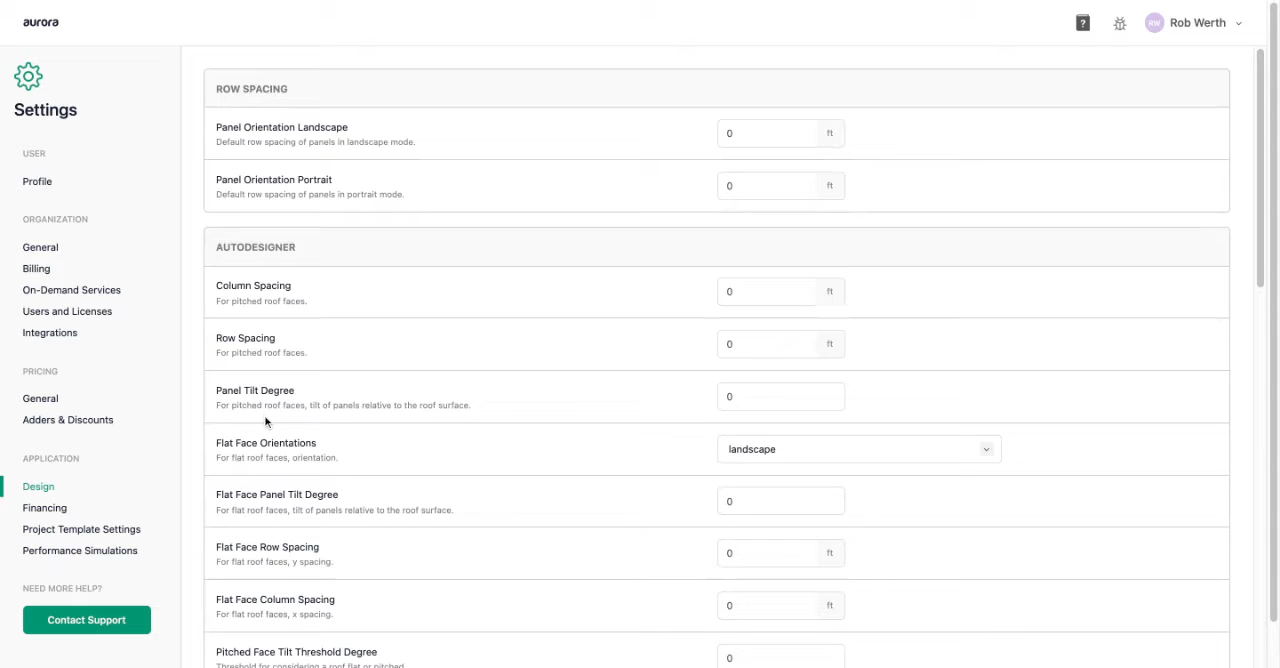 aurora
?
RW
Rob Werth
Settings
USER
Profile
ORGANIZATION
General
Billing
On-Demand Services
Users and Licenses
Integrations
PRICING
General
Adders & Discounts
APPLICATION
Design
Financing
Project Template Settings
Performance Simulations
NEED MORE HELP?
Contact Support
ROW SPACING
Panel Orientation Landscape
Default row spacing of panels in landscape mode.
0 ft
Panel Orientation Portrait
Default row spacing of panels in portrait mode.
0 ft
AUTODESIGNER
Column Spacing
For pitched roof faces.
0 ft
Row Spacing
For pitched roof faces.
0 ft
Panel Tilt Degree
For pitched roof faces, tilt of panels relative to the roof surface.
0
Flat Face Orientations
For flat roof faces, orientation.
landscape
Flat Face Panel Tilt Degree
For flat roof faces, tilt of panels relative to the roof surface.
0
Flat Face Row Spacing
For flat roof faces, y spacing.
0 ft
Flat Face Column Spacing
For flat roof faces, x spacing.
0 ft
Pitched Face Tilt Threshold Degree
Threshold for considering a roof flat or pitched.
0